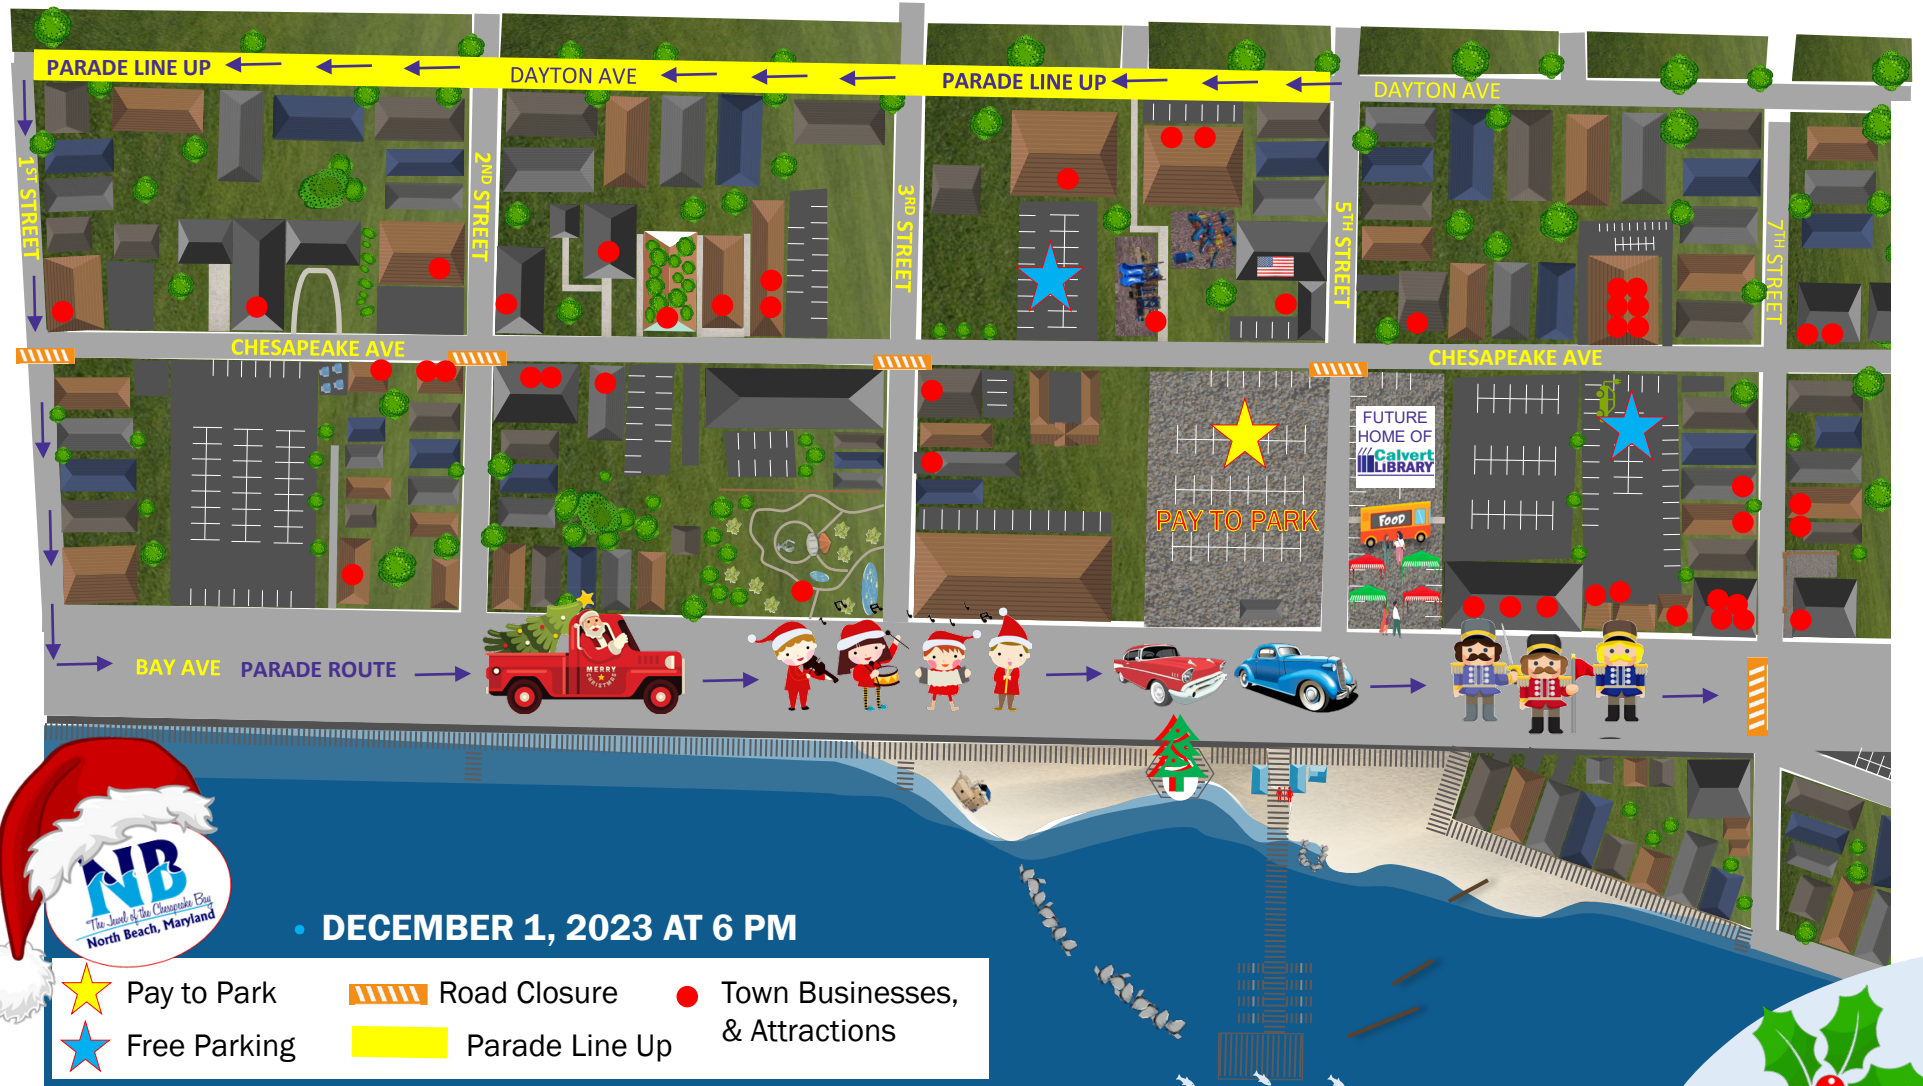 PARADE LINE UP
DAYTON AVE
PARADE LINE UP
DAYTON AVE
1ST STREET
2ND STREET
3RD STREET
5TH STREET
7TH STREET
CHESAPEAKE AVE
CHESAPEAKE AVE
FUTURE
HOME OF
Calvert
LIBRARY
PAY TO PARK
FOOD
BAY AVE PARADE ROUTE
MERRY
CHRISTMAS
NB
The Jewel of the Chesapeake Bay
North Beach, Maryland
• DECEMBER 1, 2023 AT 6 PM
Pay to Park
Road Closure
Town Businesses,
& Attractions
Free Parking
Parade Line Up